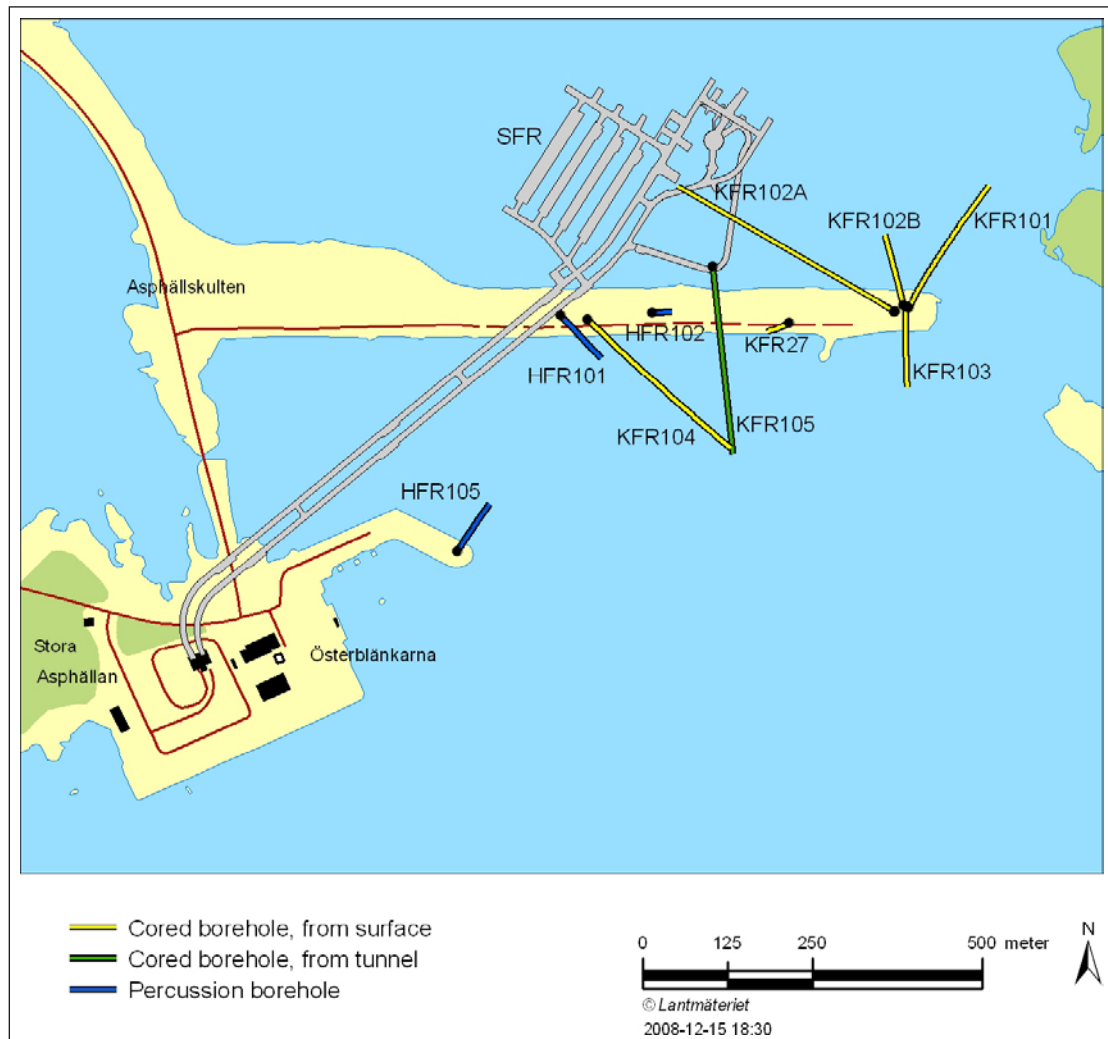 SFR
KFR102A
KFR102B
KFR101
Asphällskulten
HFR102
KFR27
HFR101
KFR103
KFR104
KFR105
HFR105
Stora
Asphällan
Österblänkarna
Cored borehole, from surface
Cored borehole, from tunnel
Percussion borehole
0 125 250 500 meter
N
© Lantmäteriet
2008-12-15 18:30